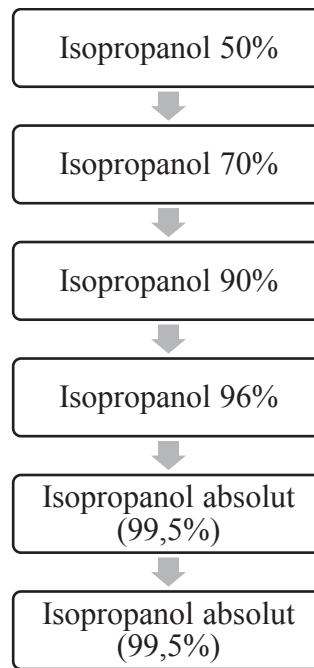 Isopropanol 50%
Isopropanol 70%
Isopropanol 90%
Isopropanol 96%
Isopropanol absolut
(99,5%)
Isopropanol absolut
(99,5%)